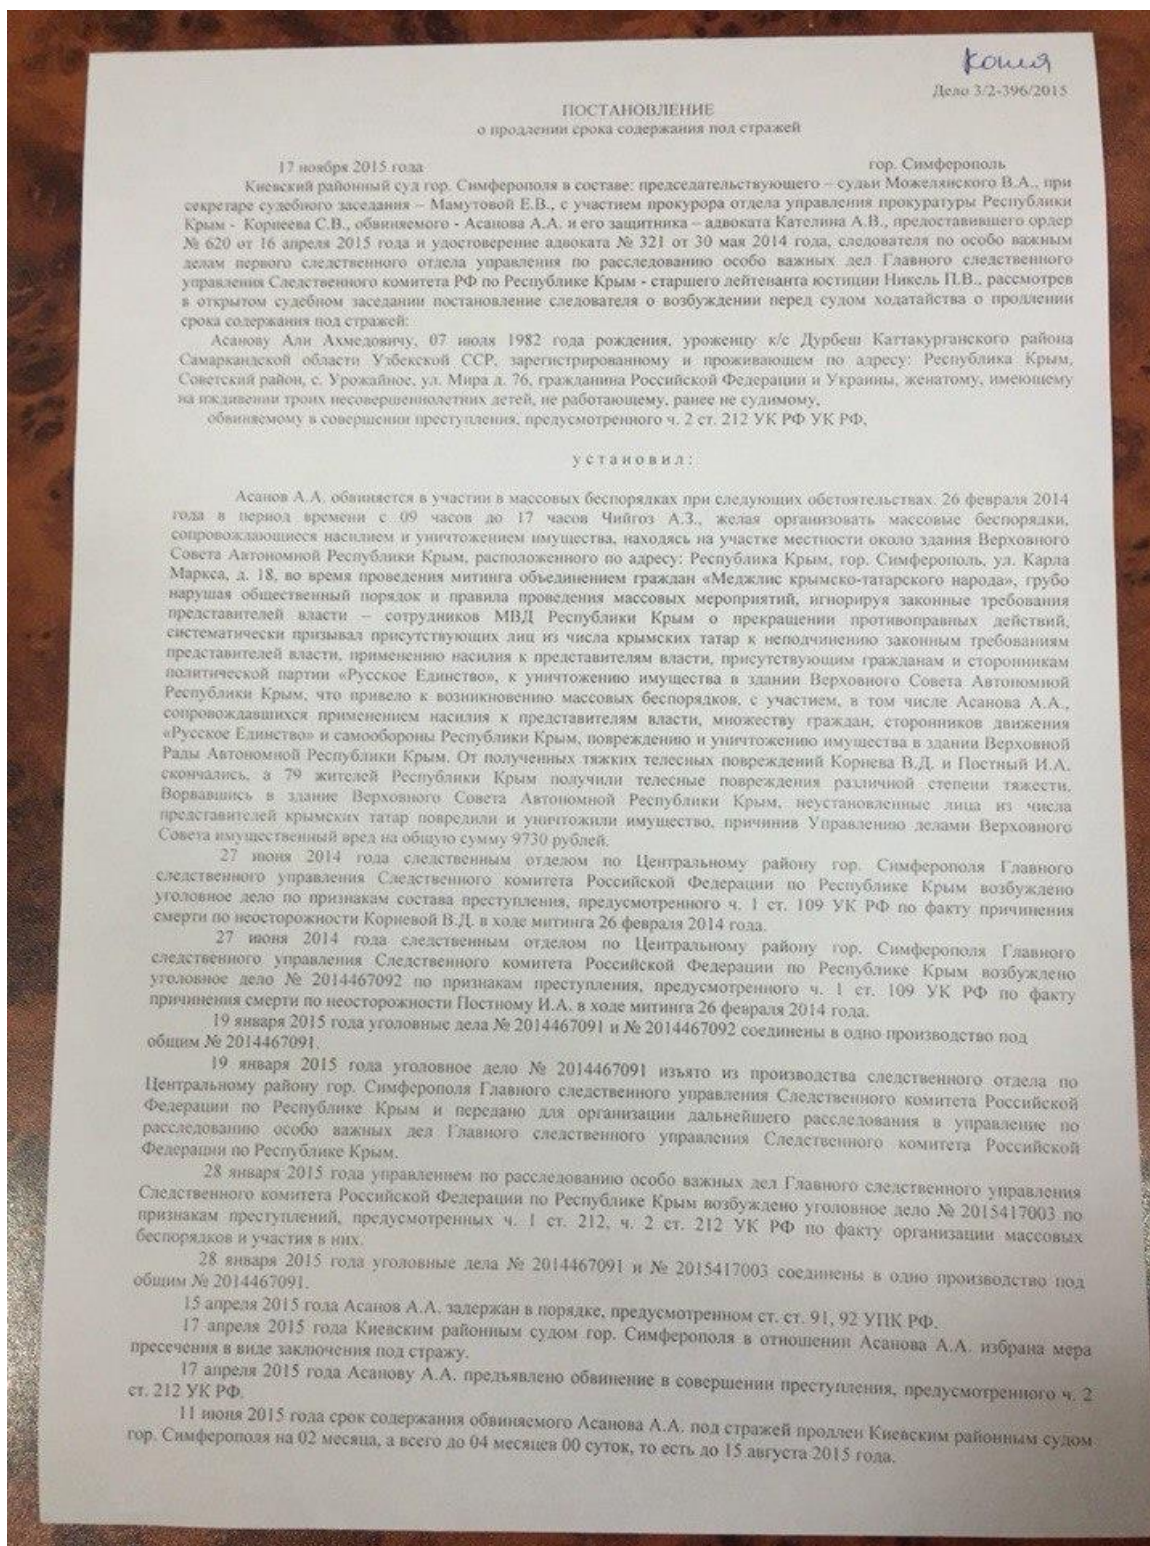 Копия
Дело 3/2-396/2015
ПОСТАНОВЛЕНИЕ
о продлении срока содержания под стражей
17 ноября 2015 года гор. Симферополь
Киевский районный суд гор. Симферополя в составе: председательствующего – судьи Можелянского В.А., при
секретаре судебного заседания – Мамутовой Е.В., с участием прокурора отдела управления прокуратуры Республики
Крым - Корнеева С.В., обвиняемого - Асанова А.А. и его защитника – адвоката Кателина А.В., предоставившего ордер
№ 620 от 16 апреля 2015 года и удостоверение адвоката № 321 от 30 мая 2014 года, следователя по особо важным
делам первого следственного отдела управления по расследованию особо важных дел Главного следственного
управления Следственного комитета РФ по Республике Крым - старшего лейтенанта юстиции Никель П.В., рассмотрев
в открытом судебном заседании постановление следователя о возбуждении перед судом ходатайства о продлении
срока содержания под стражей:
Асанову Али Ахмедовичу, 07 июля 1982 года рождения, уроженцу к/с Дурбеш Каттакурганского района
Самаркандской области Узбекской ССР, зарегистрированному и проживающем по адресу: Республика Крым,
Советский район, с. Урожайное, ул. Мира д. 76, гражданина Российской Федерации и Украины, женатому, имеющему
на иждивении троих несовершеннолетних детей, не работающему, ранее не судимому,
обвиняемому в совершении преступления, предусмотренного ч. 2 ст. 212 УК РФ УК РФ,
установил:
Асанов А.А. обвиняется в участии в массовых беспорядках при следующих обстоятельствах. 26 февраля 2014
года в период времени с 09 часов до 17 часов Чийгоз А.З., желая организовать массовые беспорядки,
сопровождающиеся насилием и уничтожением имущества, находясь на участке местности около здания Верховного
Совета Автономной Республики Крым, расположенного по адресу: Республика Крым, гор. Симферополь, ул. Карла
Маркса, д. 18, во время проведения митинга объединением граждан «Меджлис крымско-татарского народа», грубо
нарушая общественный порядок и правила проведения массовых мероприятий, игнорируя законные требования
представителей власти – сотрудников МВД Республики Крым о прекращении противоправных действий,
систематически призывал присутствующих лиц из числа крымских татар к неподчинению законным требованиям
представителей власти, применению насилия к представителям власти, присутствующим гражданам и сторонникам
политической партии «Русское Единство», к уничтожению имущества в здании Верховного Совета Автономной
Республики Крым, что привело к возникновению массовых беспорядков, с участием, в том числе Асанова А.А.,
сопровождавшихся применением насилия к представителям власти, множеству граждан, сторонников движения
«Русское Единство» и самообороны Республики Крым, повреждению и уничтожению имущества в здании Верховной
Рады Автономной Республики Крым. От полученных тяжких телесных повреждений Корнева В.Д. и Постный И.А.
скончались, а 79 жителей Республики Крым получили телесные повреждения различной степени тяжести.
Ворвавшись в здание Верховного Совета Автономной Республики Крым, неустановленные лица из числа
представителей крымских татар повредили и уничтожили имущество, причинив Управлению делами Верховного
Совета имущественный вред на общую сумму 9730 рублей.
27 июня 2014 года следственным отделом по Центральному району гор. Симферополя Главного
следственного управления Следственного комитета Российской Федерации по Республике Крым возбуждено
уголовное дело по признакам состава преступления, предусмотренного ч. 1 ст. 109 УК РФ по факту причинения
смерти по неосторожности Корневой В.Д. в ходе митинга 26 февраля 2014 года.
27 июня 2014 года следственным отделом по Центральному району гор. Симферополя Главного
следственного управления Следственного комитета Российской Федерации по Республике Крым возбуждено
уголовное дело № 2014467092 по признакам преступления, предусмотренного ч. 1 ст. 109 УК РФ по факту
причинения смерти по неосторожности Постному И.А. в ходе митинга 26 февраля 2014 года.
19 января 2015 года уголовные дела № 2014467091 и № 2014467092 соединены в одно производство под
общим № 2014467091.
19 января 2015 года уголовное дело № 2014467091 изъято из производства следственного отдела по
Центральному району гор. Симферополя Главного следственного управления Следственного комитета Российской
Федерации по Республике Крым и передано для организации дальнейшего расследования в управление по
расследованию особо важных дел Главного следственного управления Следственного комитета Российской
Федерации по Республике Крым.
28 января 2015 года управлением по расследованию особо важных дел Главного следственного управления
Следственного комитета Российской Федерации по Республике Крым возбуждено уголовное дело № 2015417003 по
признакам преступлений, предусмотренных ч. 1 ст. 212, ч. 2 ст. 212 УК РФ по факту организации массовых
беспорядков и участия в них.
28 января 2015 года уголовные дела № 2014467091 и № 2015417003 соединены в одно производство под
общим № 2014467091.
15 апреля 2015 года Асанов А.А. задержан в порядке, предусмотренном ст. ст. 91, 92 УПК РФ.
17 апреля 2015 года Киевским районным судом гор. Симферополя в отношении Асанова А.А. избрана мера
пресечения в виде заключения под стражу.
17 апреля 2015 года Асанову А.А. предъявлено обвинение в совершении преступления, предусмотренного ч. 2
ст. 212 УК РФ.
11 июня 2015 года срок содержания обвиняемого Асанова А.А. под стражей продлен Киевским районным судом
гор. Симферополя на 02 месяца, а всего до 04 месяцев 00 суток, то есть до 15 августа 2015 года.